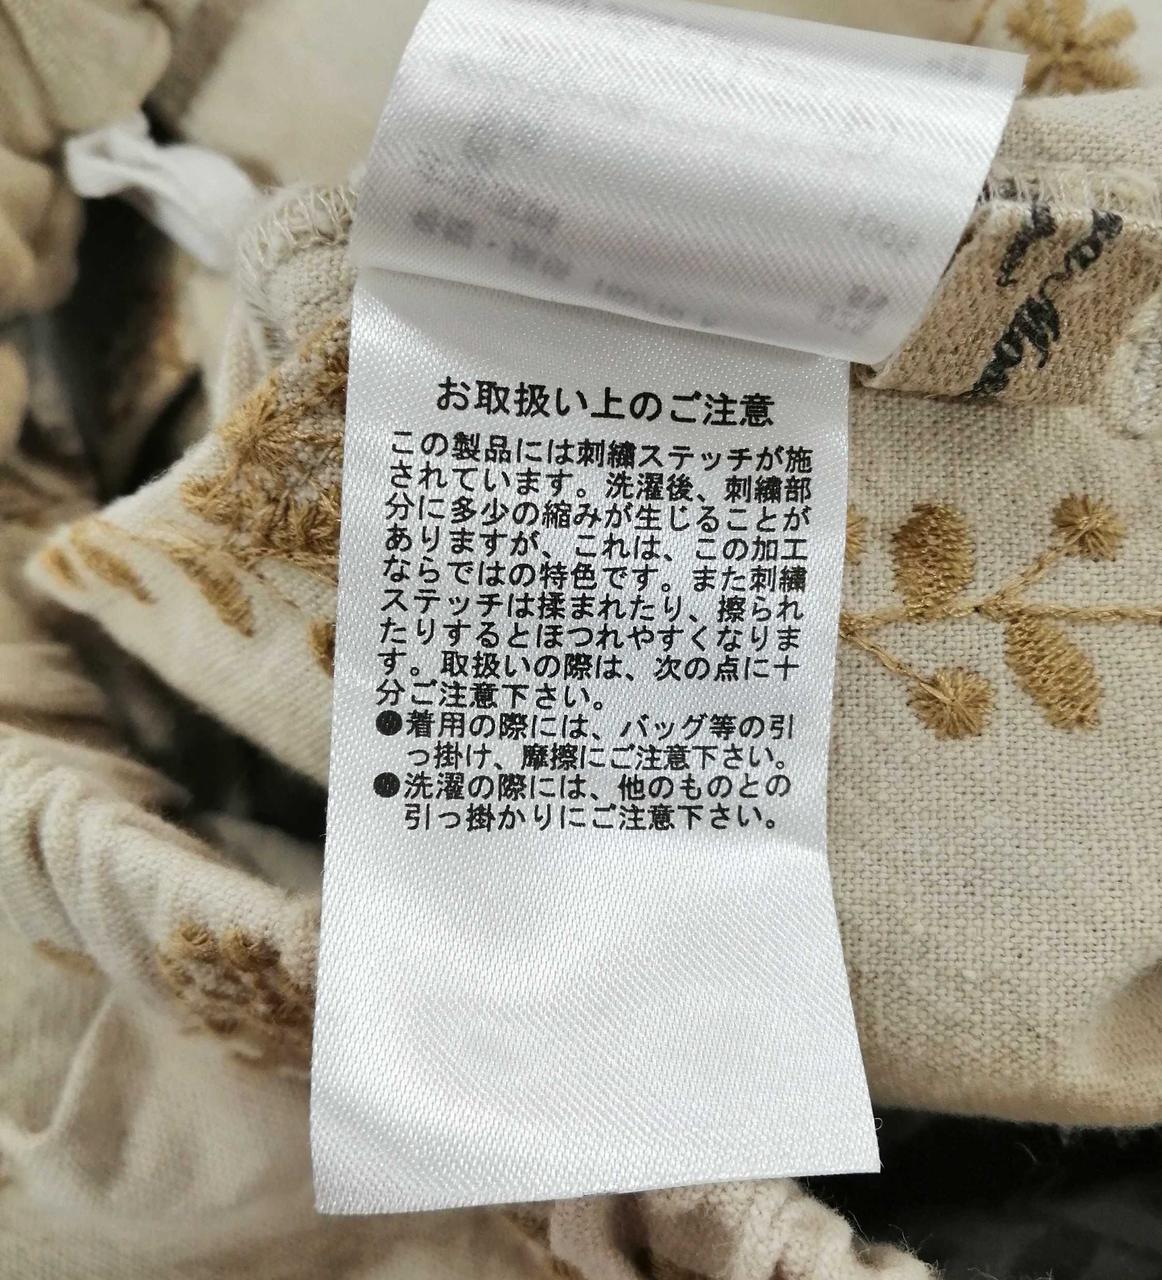 お取扱い上のご注意
この製品には刺繍ステッチが施
されています。洗濯後、刺繍部
分に多少の縮みが生じることが
ありますが、これは、この加工
ならではの特色です。また刺繍
ステッチは揉まれたり、擦られ
たりするとほつれやすくなりま
す。取扱いの際は、次の点に十
分ご注意下さい。
●着用の際には、バッグ等の引
っ掛け、摩擦にご注意下さい。
●洗濯の際には、他のものとの
引っ掛かりにご注意下さい。